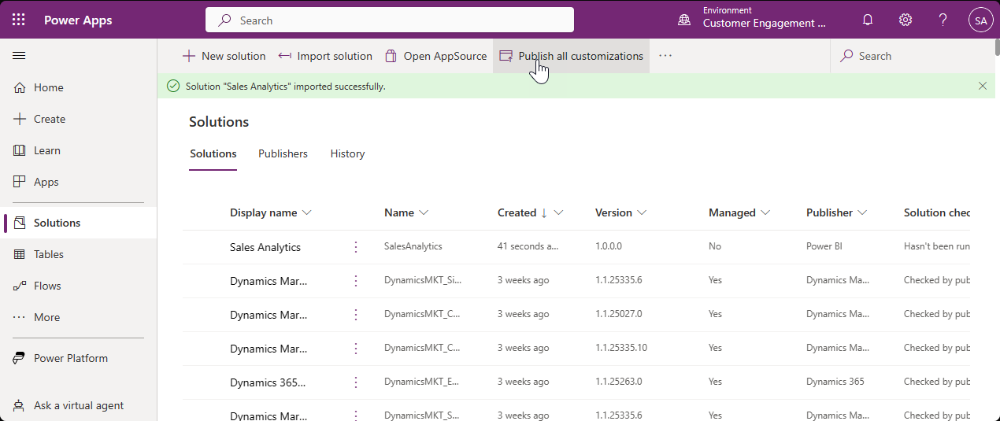 Power Apps
Search
Environment
Customer Engagement ...
SA
New solution
Import solution
Open AppSource
Publish all customizations
Search
Solution "Sales Analytics" imported successfully.
Home
Create
Learn
Apps
Solutions
Tables
Flows
More
Power Platform
Ask a virtual agent
Solutions
Solutions Publishers History
Display name Name Created Version Managed Publisher Solution chec
Sales Analytics SalesAnalytics 41 seconds a... 1.0.0.0 No Power BI Hasn't been run
Dynamics Mar... DynamicsMKT_Si... 3 weeks ago 1.1.25335.6 Yes Dynamics Ma... Checked by pub
Dynamics Mar... DynamicsMKT_C... 3 weeks ago 1.1.25027.0 Yes Dynamics Ma... Checked by pub
Dynamics Mar... DynamicsMKT_C... 3 weeks ago 1.1.25335.10 Yes Dynamics Ma... Checked by pub
Dynamics 365... DynamicsMKT_E... 3 weeks ago 1.1.25263.0 Yes Dynamics 365 Checked by pub
Dynamics Mar... DynamicsMKT_S... 3 weeks ago 1.1.25335.6 Yes Dynamics Ma... Checked by pub